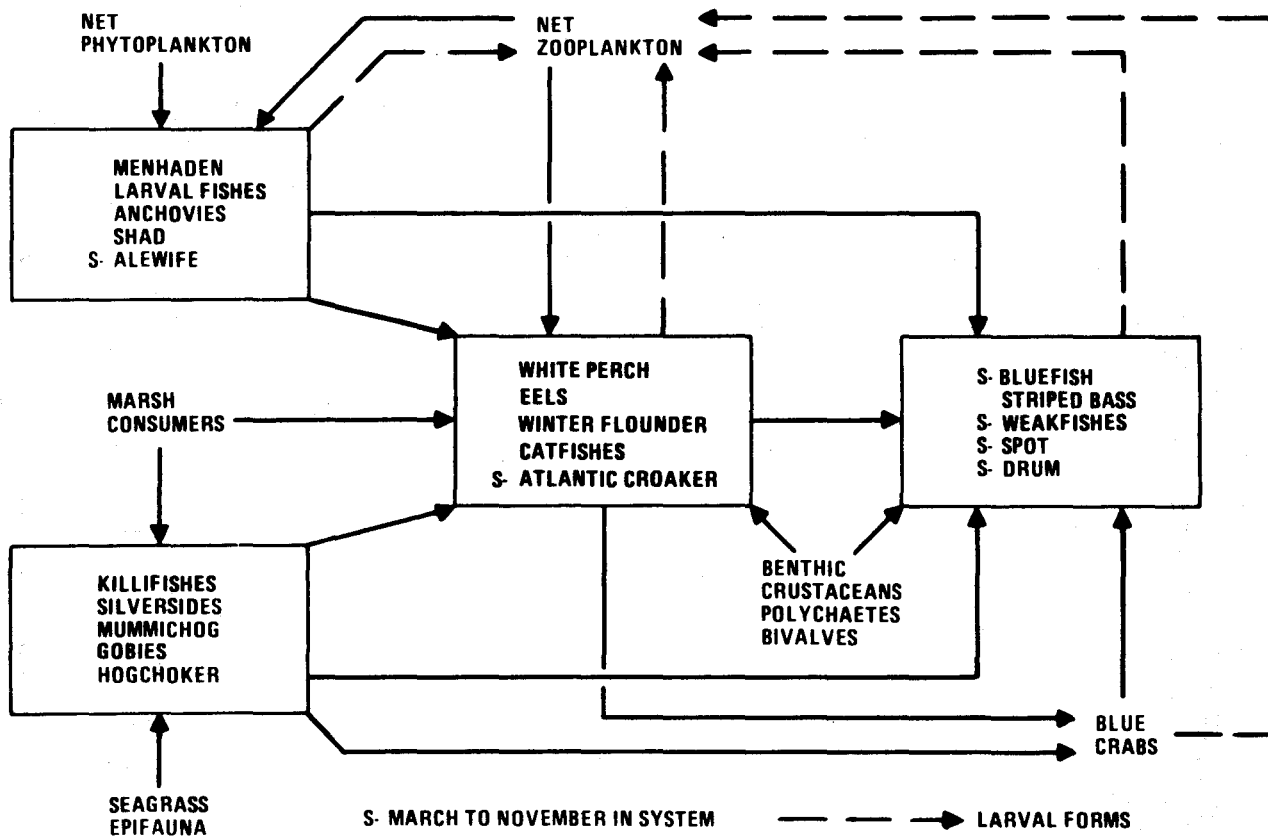 NET
PHYTOPLANKTON
NET
ZOOPLANKTON
MENHADEN
LARVAL FISHES
ANCHOVIES
SHAD
S- ALEWIFE
MARSH
CONSUMERS
WHITE PERCH
EELS
WINTER FLOUNDER
CATFISHES
S- ATLANTIC CROAKER
S- BLUEFISH
STRIPED BASS
S- WEAKFISHES
S- SPOT
S- DRUM
KILLIFISHES
SILVERSIDES
MUMMICHOG
GOBIES
HOGCHOKER
BENTHIC
CRUSTACEANS
POLYCHAETES
BIVALVES
BLUE
CRABS
SEAGRASS
EPIFAUNA
S- MARCH TO NOVEMBER IN SYSTEM
LARVAL FORMS